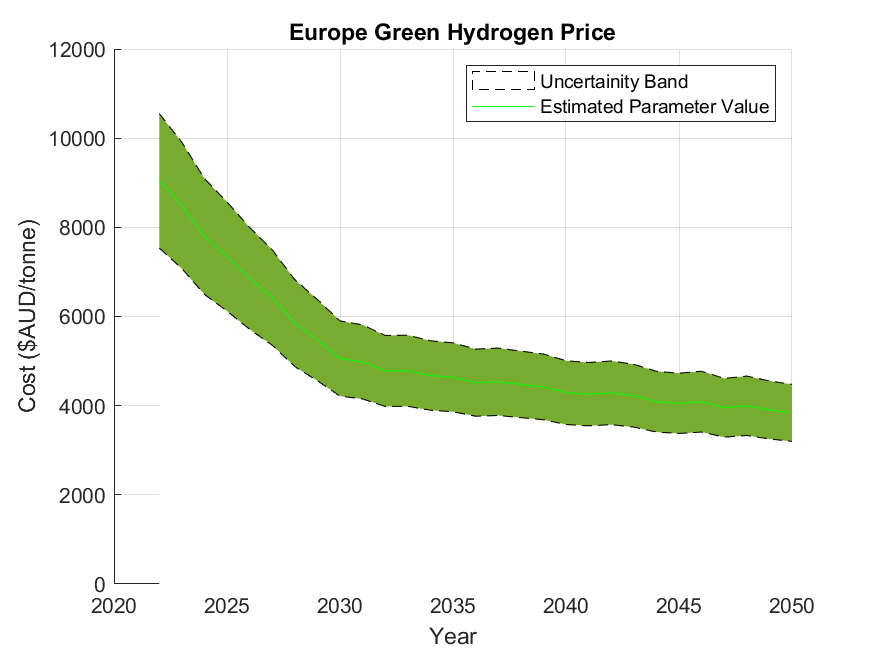 Europe Green Hydrogen Price
12000
10000
8000
6000
4000
2000
0
Cost ($AUD/tonne)
Uncertainity Band
Estimated Parameter Value
2020 2025 2030 2035 2040 2045 2050
Year